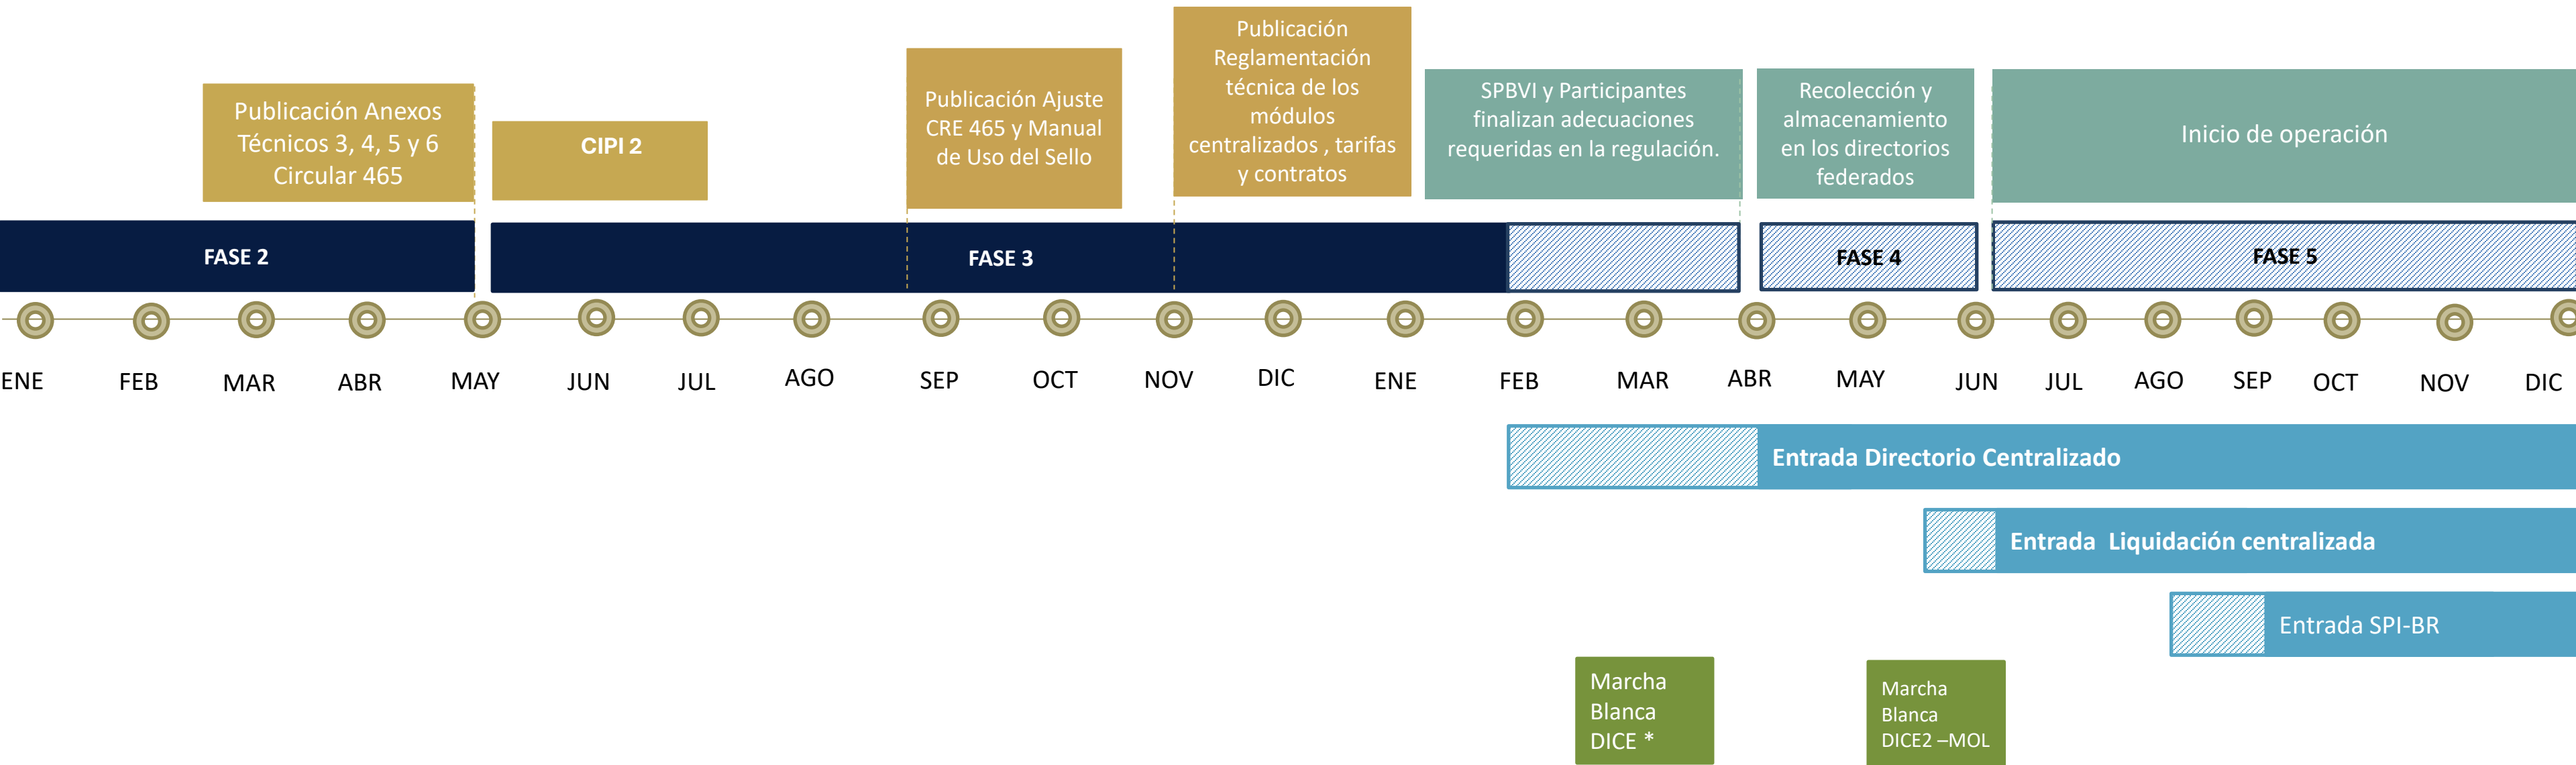 Publicación Anexos
Técnicos 3, 4, 5 y 6
Circular 465
CIPI 2
Publicación Ajuste
CRE 465 y Manual
de Uso del Sello
Publicación
Reglamentación
técnica de los
módulos
centralizados , tarifas
y contratos
SPBVI y Participantes
finalizan adecuaciones
requeridas en la regulación.
Recolección y
almacenamiento
en los directorios
federados
Inicio de operación
FASE 2
FASE 3
FASE 4
FASE 5
ENE FEB MAR ABR MAY JUN JUL AGO SEP OCT NOV DIC ENE FEB MAR ABR MAY JUN JUL AGO SEP OCT NOV DIC
Entrada Directorio Centralizado
Entrada Liquidación centralizada
Entrada SPI-BR
Marcha
Blanca
DICE *
Marcha
Blanca
DICE2 –MOL